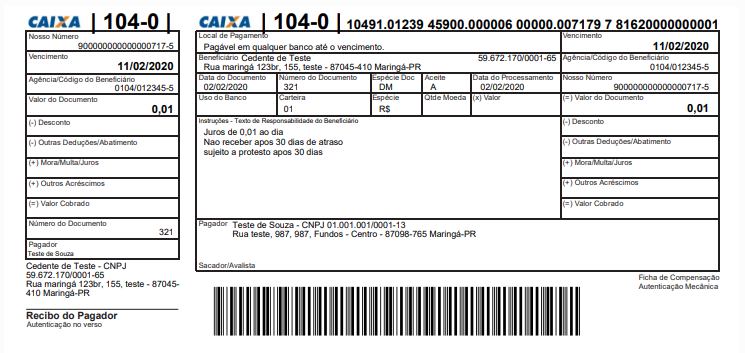 CAIXA | 104-0 |
Nosso Número
900000000000000717-5
Vencimento
11/02/2020
Agência/Código do Beneficiário
0104/012345-5
Valor do Documento
0,01
(-) Desconto
(-) Outras Deduções/Abatimento
(+) Mora/Multa/Juros
(+) Outros Acréscimos
(=) Valor Cobrado
Número do Documento
321
Pagador
Teste de Souza
Cedente de Teste - CNPJ
59.672.170/0001-65
Rua maringá 123br, 155, teste - 87045-
410 Maringá-PR
Recibo do Pagador
Autenticação no verso
CAIXA | 104-0 | 10491.01239 45900.000006 00000.007179 7 81620000000001
Local de Pagamento
Pagável em qualquer banco até o vencimento.
Vencimento
11/02/2020
Beneficiário Cedente de Teste 59.672.170/0001-65
Rua maringá 123br, 155, teste - 87045-410 Maringá-PR
Agência/Código do Beneficiário
0104/012345-5
Data do Documento Número do Documento Espécie Doc Aceite Data do Processamento Nosso Número
02/02/2020 321 DM A 02/02/2020 900000000000000717-5
Uso do Banco Carteira Espécie Qtde Moeda (x) Valor (=) Valor do Documento
01 R$ 0,01
Instruções - Texto de Responsabilidade do Beneficiário
Juros de 0,01 ao dia
Nao receber apos 30 dias de atraso
sujeito a protesto apos 30 dias
(-) Desconto
(-) Outras Deduções/Abatimento
(+) Mora/Multa/Juros
(+) Outros Acréscimos
(=) Valor Cobrado
Pagador Teste de Souza - CNPJ 01.001.001/0001-13
Rua teste, 987, 987, Fundos - Centro - 87098-765 Maringá-PR
Sacador/Avalista
Ficha de Compensação
Autenticação Mecânica